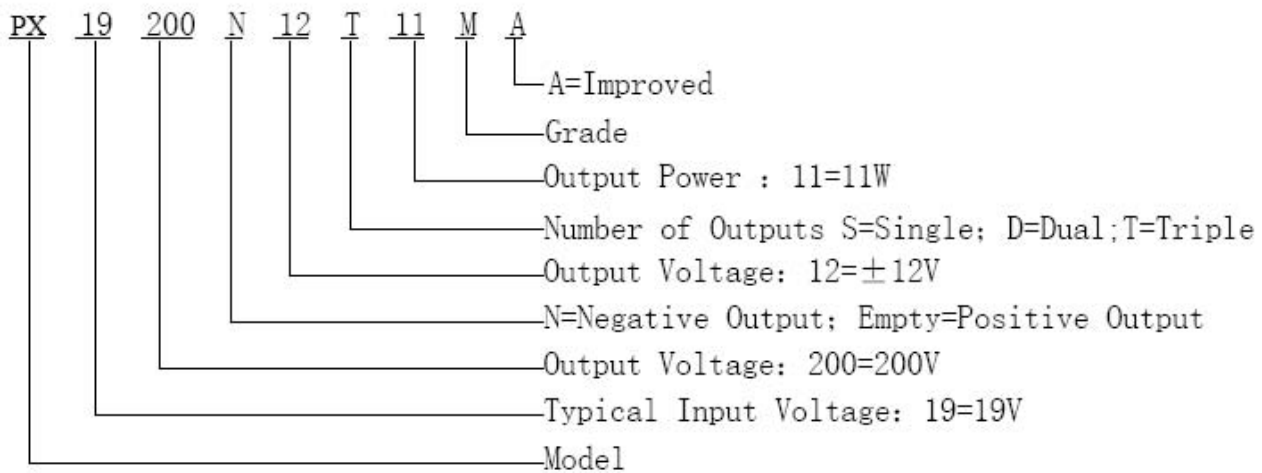 PX 19 200 N 12 T 11 M A
A=Improved
Grade
Output Power : 11=11W
Number of Outputs S=Single; D=Dual;T=Triple
Output Voltage: 12=±12V
N=Negative Output; Empty=Positive Output
Output Voltage: 200=200V
Typical Input Voltage: 19=19V
Model